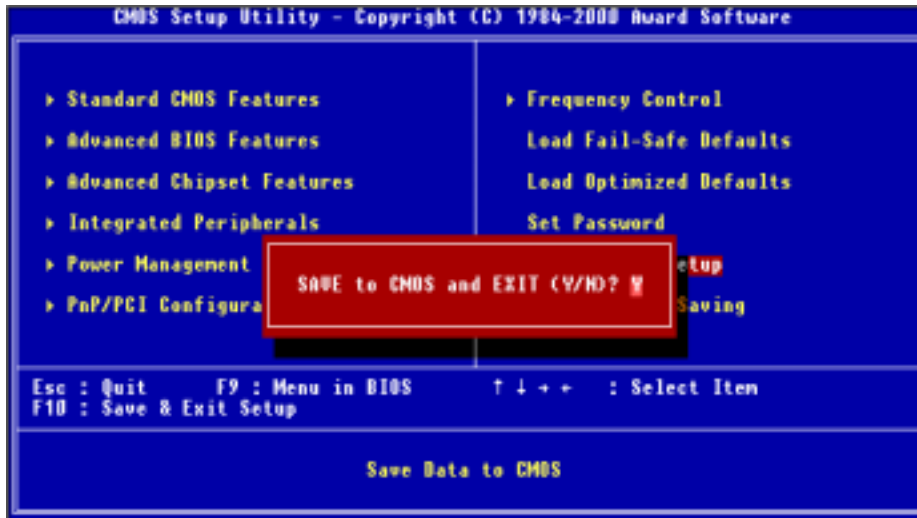 CMOS Setup Utility - Copyright (C) 1984-2000 Award Software
Standard CMOS Features
Advanced BIOS Features
Advanced Chipset Features
Integrated Peripherals
Power Management
PnP/PCI Configura
Frequency Control
Load Fail-Safe Defaults
Load Optimized Defaults
Set Password
etup
Saving
SAVE to CMOS and EXIT (Y/N)? Y
Esc : Quit F9 : Menu in BIOS ↑ ↓ → ← : Select Item
F10 : Save & Exit Setup
Save Data to CMOS